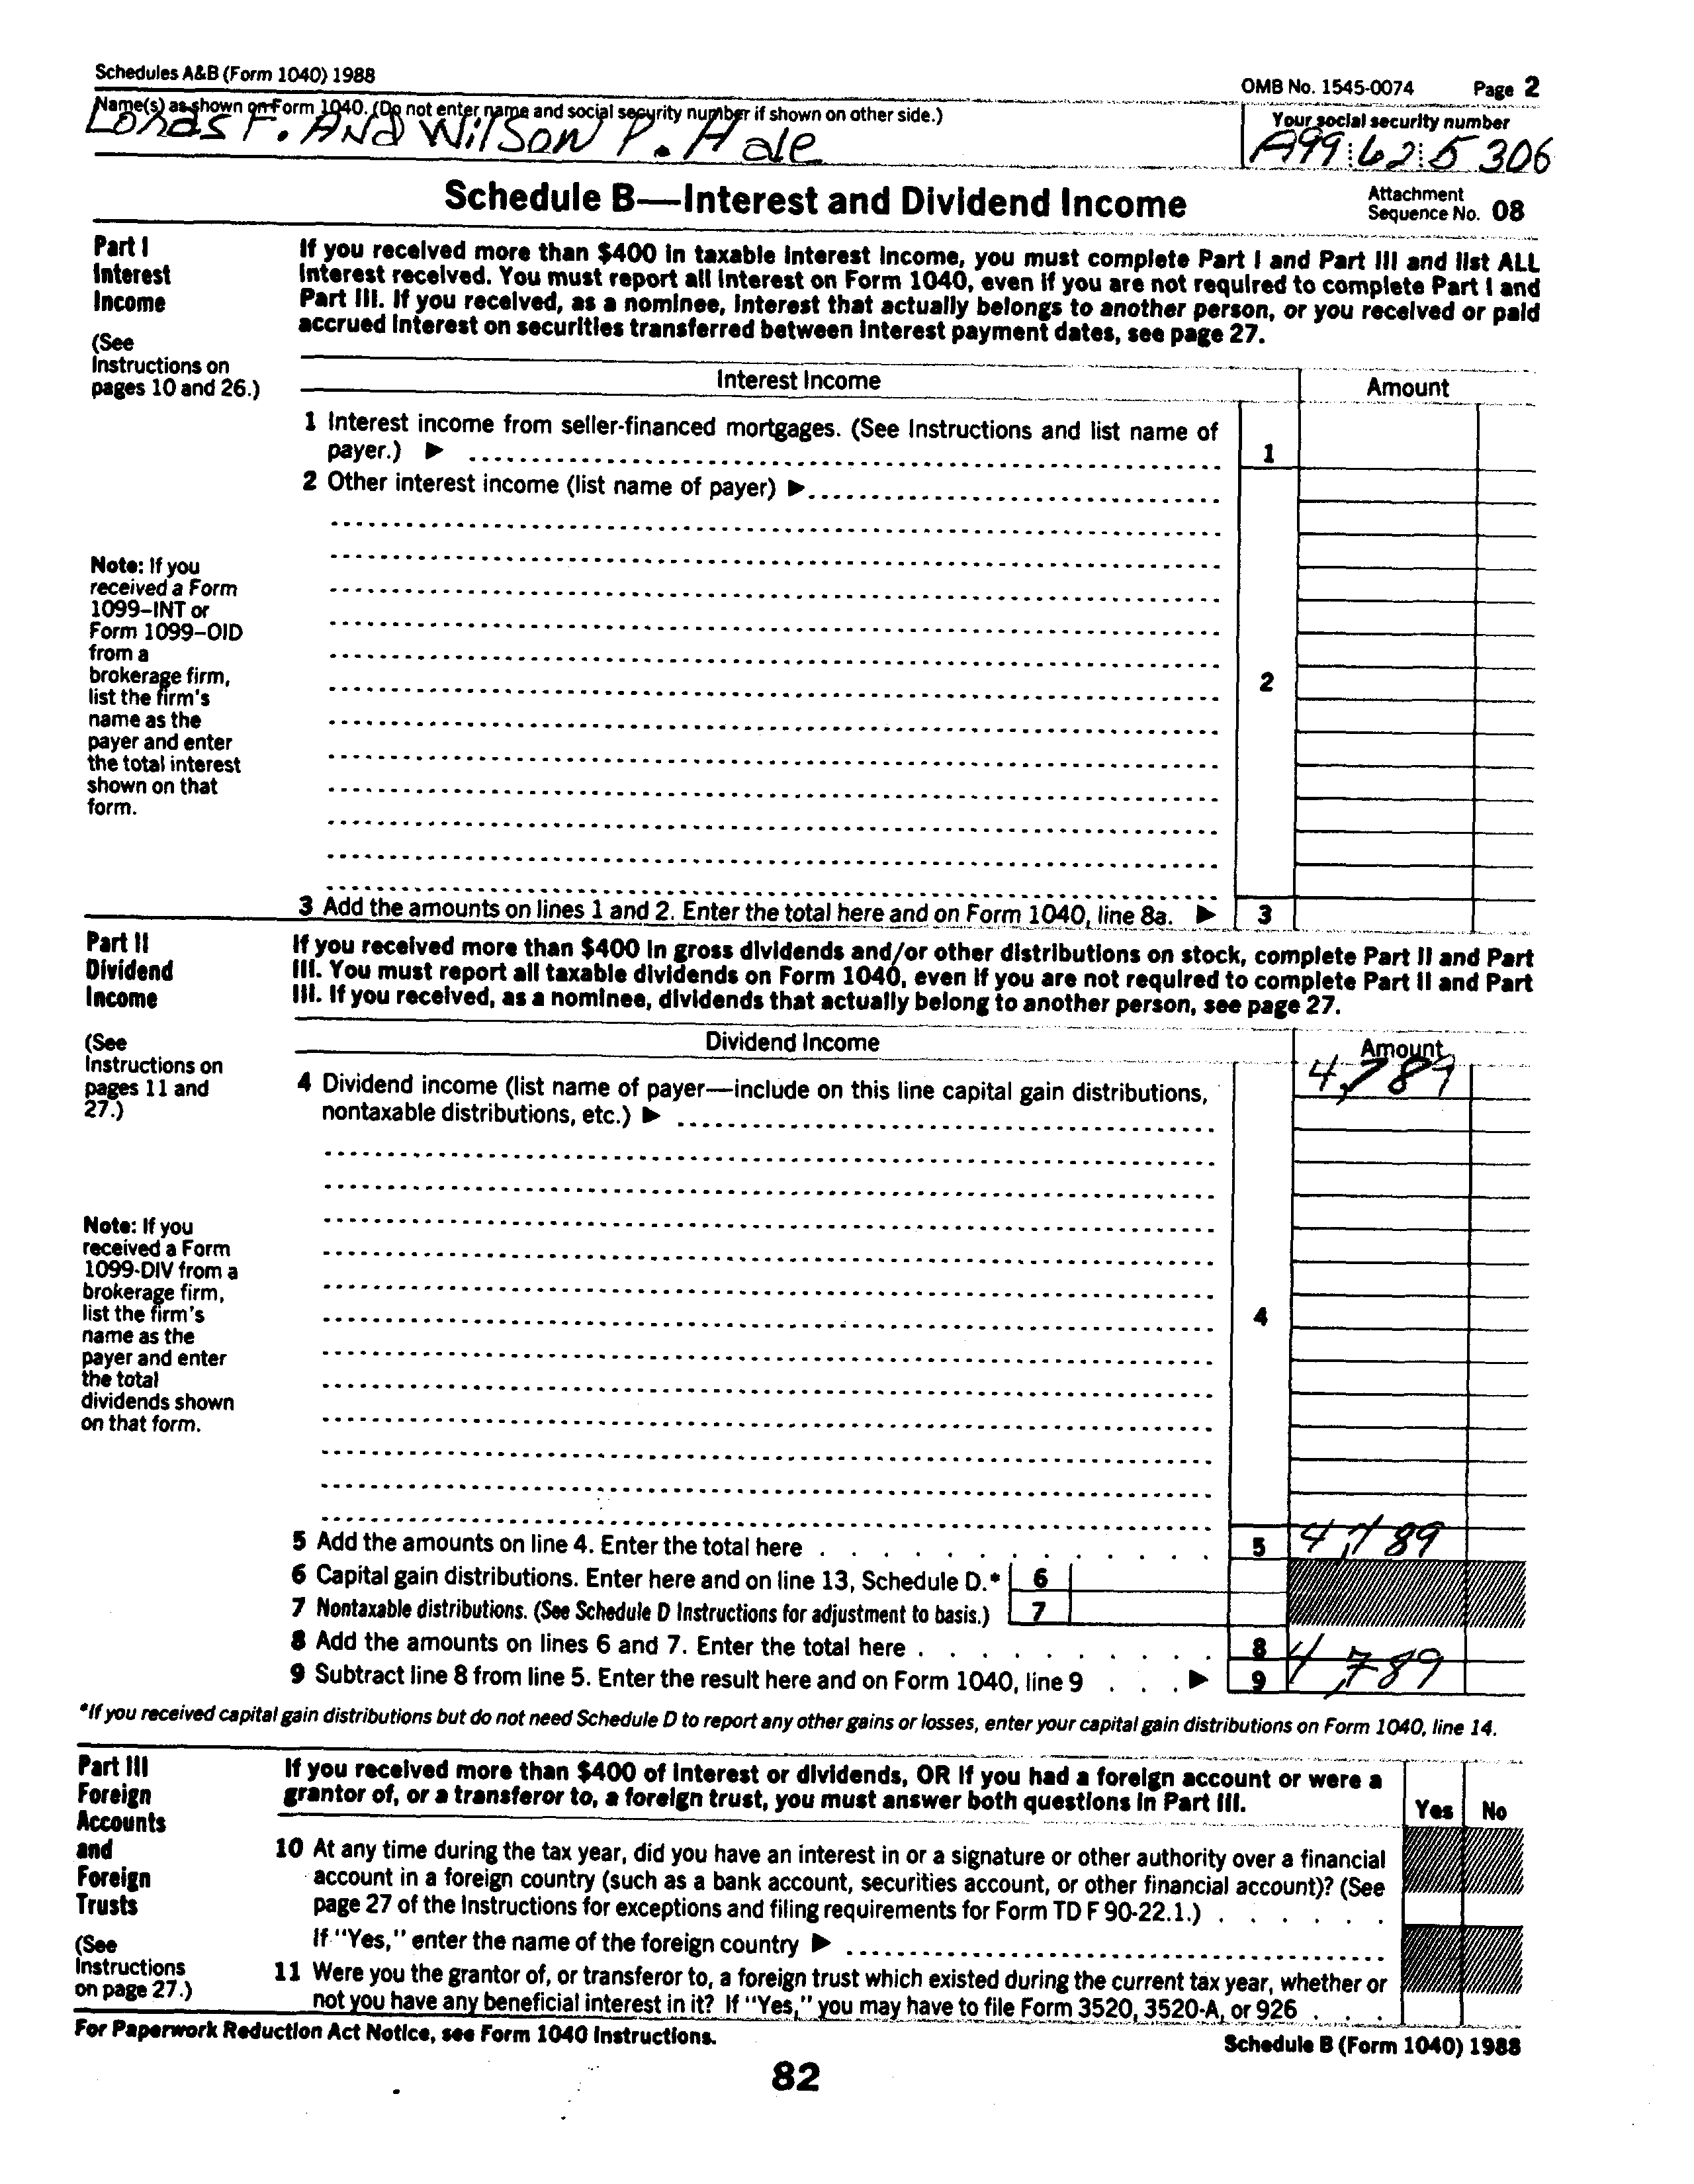 Schedules A&B (Form 1040) 1988
OMB No. 1545-0074 Page 2
Name(s) as shown on Form 1040. (Do not enter name and social security number if shown on other side.)
Your social security number
Lonas F. And Wilson P. Hale
A99 62 5306
Schedule B—Interest and Dividend Income
Attachment
Sequence No. 08
Part I
Interest
Income
(See
Instructions on
pages 10 and 26.)
If you received more than $400 in taxable interest income, you must complete Part I and Part III and list ALL
interest received. You must report all interest on Form 1040, even if you are not required to complete Part I and
Part III. If you received, as a nominee, interest that actually belongs to another person, or you received or paid
accrued interest on securities transferred between interest payment dates, see page 27.
Interest Income
Amount
1 Interest income from seller-financed mortgages. (See Instructions and list name of
payer.) ▶
1
2 Other interest income (list name of payer) ▶
Note: If you
received a Form
1099–INT or
Form 1099–OID
from a
brokerage firm,
list the firm's
name as the
payer and enter
the total interest
shown on that
form.
2
3 Add the amounts on lines 1 and 2. Enter the total here and on Form 1040, line 8a. ▶ 3
Part II
Dividend
Income
(See
Instructions on
pages 11 and
27.)
If you received more than $400 in gross dividends and/or other distributions on stock, complete Part II and Part
III. You must report all taxable dividends on Form 1040, even if you are not required to complete Part II and Part
III. If you received, as a nominee, dividends that actually belong to another person, see page 27.
Dividend Income
Amount
4,789
4 Dividend income (list name of payer—include on this line capital gain distributions,
nontaxable distributions, etc.) ▶
Note: If you
received a Form
1099-DIV from a
brokerage firm,
list the firm's
name as the
payer and enter
the total
dividends shown
on that form.
4
5 Add the amounts on line 4. Enter the total here . . . 5 4,789
6 Capital gain distributions. Enter here and on line 13, Schedule D.* 6
7 Nontaxable distributions. (See Schedule D Instructions for adjustment to basis.) 7
8 Add the amounts on lines 6 and 7. Enter the total here . . . 8
9 Subtract line 8 from line 5. Enter the result here and on Form 1040, line 9 . . . ▶ 9 4,789
*If you received capital gain distributions but do not need Schedule D to report any other gains or losses, enter your capital gain distributions on Form 1040, line 14.
Part III
Foreign
Accounts
and
Foreign
Trusts
(See
Instructions
on page 27.)
If you received more than $400 of interest or dividends, OR if you had a foreign account or were a
grantor of, or a transferor to, a foreign trust, you must answer both questions in Part III.
Yes No
10 At any time during the tax year, did you have an interest in or a signature or other authority over a financial
account in a foreign country (such as a bank account, securities account, or other financial account)? (See
page 27 of the Instructions for exceptions and filing requirements for Form TD F 90-22.1.) . . . . . .
If "Yes," enter the name of the foreign country ▶
11 Were you the grantor of, or transferor to, a foreign trust which existed during the current tax year, whether or
not you have any beneficial interest in it? If "Yes," you may have to file Form 3520, 3520-A, or 926 . . .
For Paperwork Reduction Act Notice, see Form 1040 Instructions.
Schedule B (Form 1040) 1988
82